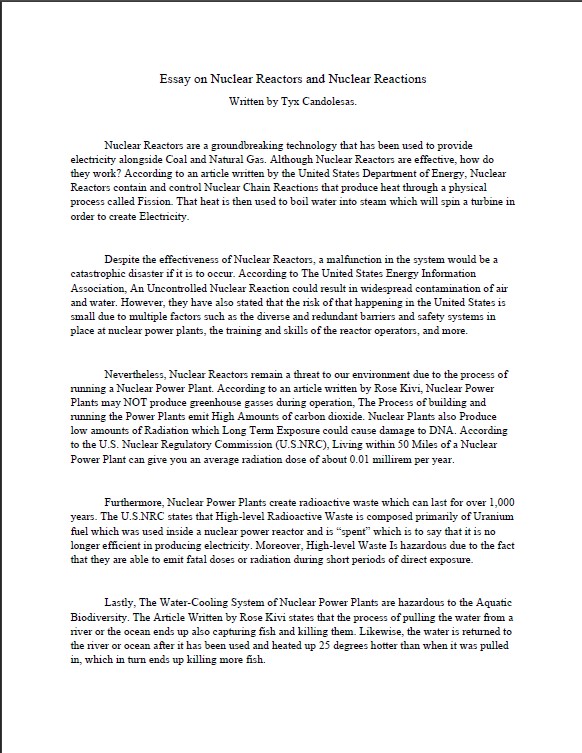 Essay on Nuclear Reactors and Nuclear Reactions
Written by Tyx Candolesas.
Nuclear Reactors are a groundbreaking technology that has been used to provide
electricity alongside Coal and Natural Gas. Although Nuclear Reactors are effective, how do
they work? According to an article written by the United States Department of Energy, Nuclear
Reactors contain and control Nuclear Chain Reactions that produce heat through a physical
process called Fission. That heat is then used to boil water into steam which will spin a turbine in
order to create Electricity.
Despite the effectiveness of Nuclear Reactors, a malfunction in the system would be a
catastrophic disaster if it is to occur. According to The United States Energy Information
Association, An Uncontrolled Nuclear Reaction could result in widespread contamination of air
and water. However, they have also stated that the risk of that happening in the United States is
small due to multiple factors such as the diverse and redundant barriers and safety systems in
place at nuclear power plants, the training and skills of the reactor operators, and more.
Nevertheless, Nuclear Reactors remain a threat to our environment due to the process of
running a Nuclear Power Plant. According to an article written by Rose Kivi, Nuclear Power
Plants may NOT produce greenhouse gasses during operation, The Process of building and
running the Power Plants emit High Amounts of carbon dioxide. Nuclear Plants also Produce
low amounts of Radiation which Long Term Exposure could cause damage to DNA. According
to the U.S. Nuclear Regulatory Commission (U.S.NRC), Living within 50 Miles of a Nuclear
Power Plant can give you an average radiation dose of about 0.01 millirem per year.
Furthermore, Nuclear Power Plants create radioactive waste which can last for over 1,000
years. The U.S.NRC states that High-level Radioactive Waste is composed primarily of Uranium
fuel which was used inside a nuclear power reactor and is “spent” which is to say that it is no
longer efficient in producing electricity. Moreover, High-level Waste Is hazardous due to the fact
that they are able to emit fatal doses or radiation during short periods of direct exposure.
Lastly, The Water-Cooling System of Nuclear Power Plants are hazardous to the Aquatic
Biodiversity. The Article Written by Rose Kivi states that the process of pulling the water from a
river or the ocean ends up also capturing fish and killing them. Likewise, the water is returned to
the river or ocean after it has been used and heated up 25 degrees hotter than when it was pulled
in, which in turn ends up killing more fish.